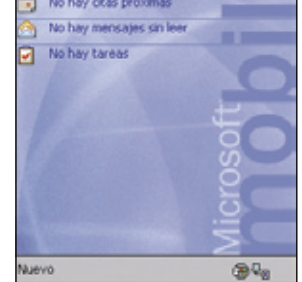 No hay citas próximas
No hay mensajes sin leer
No hay tareas
Microsoft
mobil
Nuevo